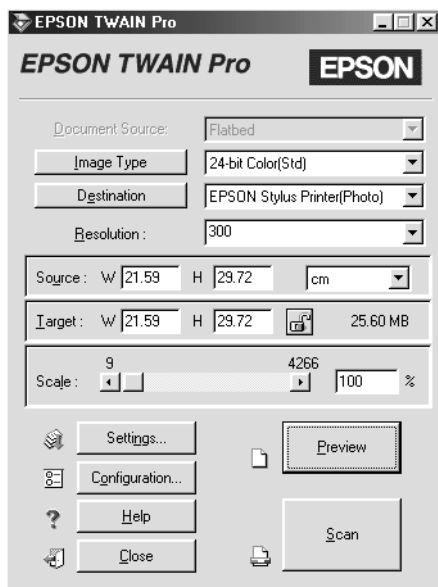 EPSON TWAIN Pro
EPSON TWAIN Pro EPSON
Document Source: Flatbed
Image Type 24-bit Color(Std)
Destination EPSON Stylus Printer(Photo)
Resolution : 300
Source : W 21.59 H 29.72 cm
Target : W 21.59 H 29.72 25.60 MB
9 4266
Scale : 100 %
Settings...
Preview
Configuration...
Help
Scan
Close